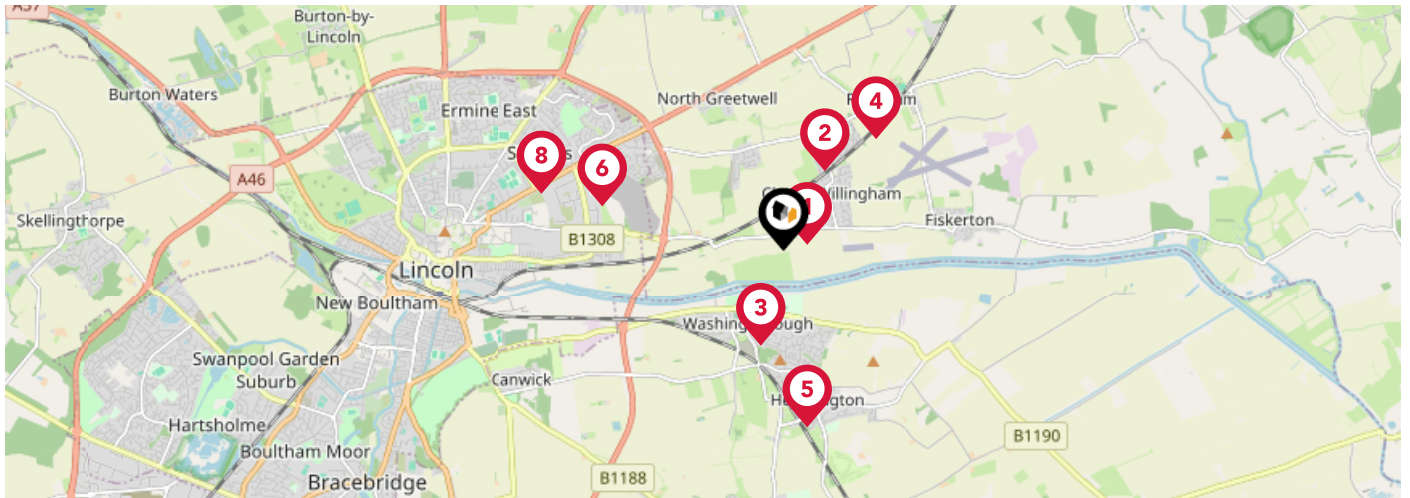 A57
Burton-by-
Lincoln
Burton Waters
Ermine East
North Greetwell
4
2
8
6
A46
Skellingthorpe
1
Fiskerton
B1308
Lincoln
New Boultham
3
Swanpool Garden
Suburb
Canwick
5
Hartsholme
B1190
Boultham Moor
Bracebridge
B1188